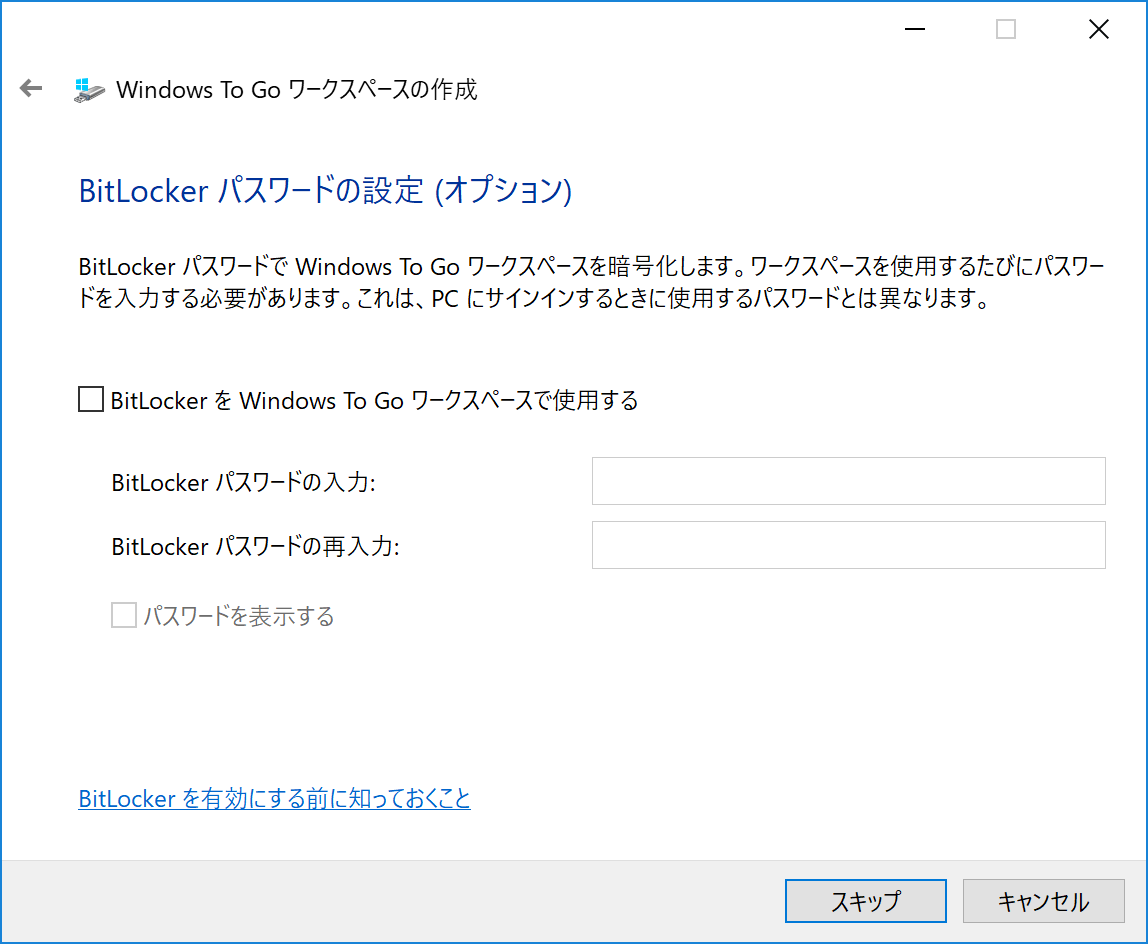 Windows To Go ワークスペースの作成
BitLocker パスワードの設定 (オプション)
BitLocker パスワードで Windows To Go ワークスペースを暗号化します。ワークスペースを使用するたびにパスワー
ドを入力する必要があります。これは、PC にサインインするときに使用するパスワードとは異なります。
BitLocker を Windows To Go ワークスペースで使用する
BitLocker パスワードの入力:
BitLocker パスワードの再入力:
パスワードを表示する
BitLocker を有効にする前に知っておくこと
スキップ
キャンセル